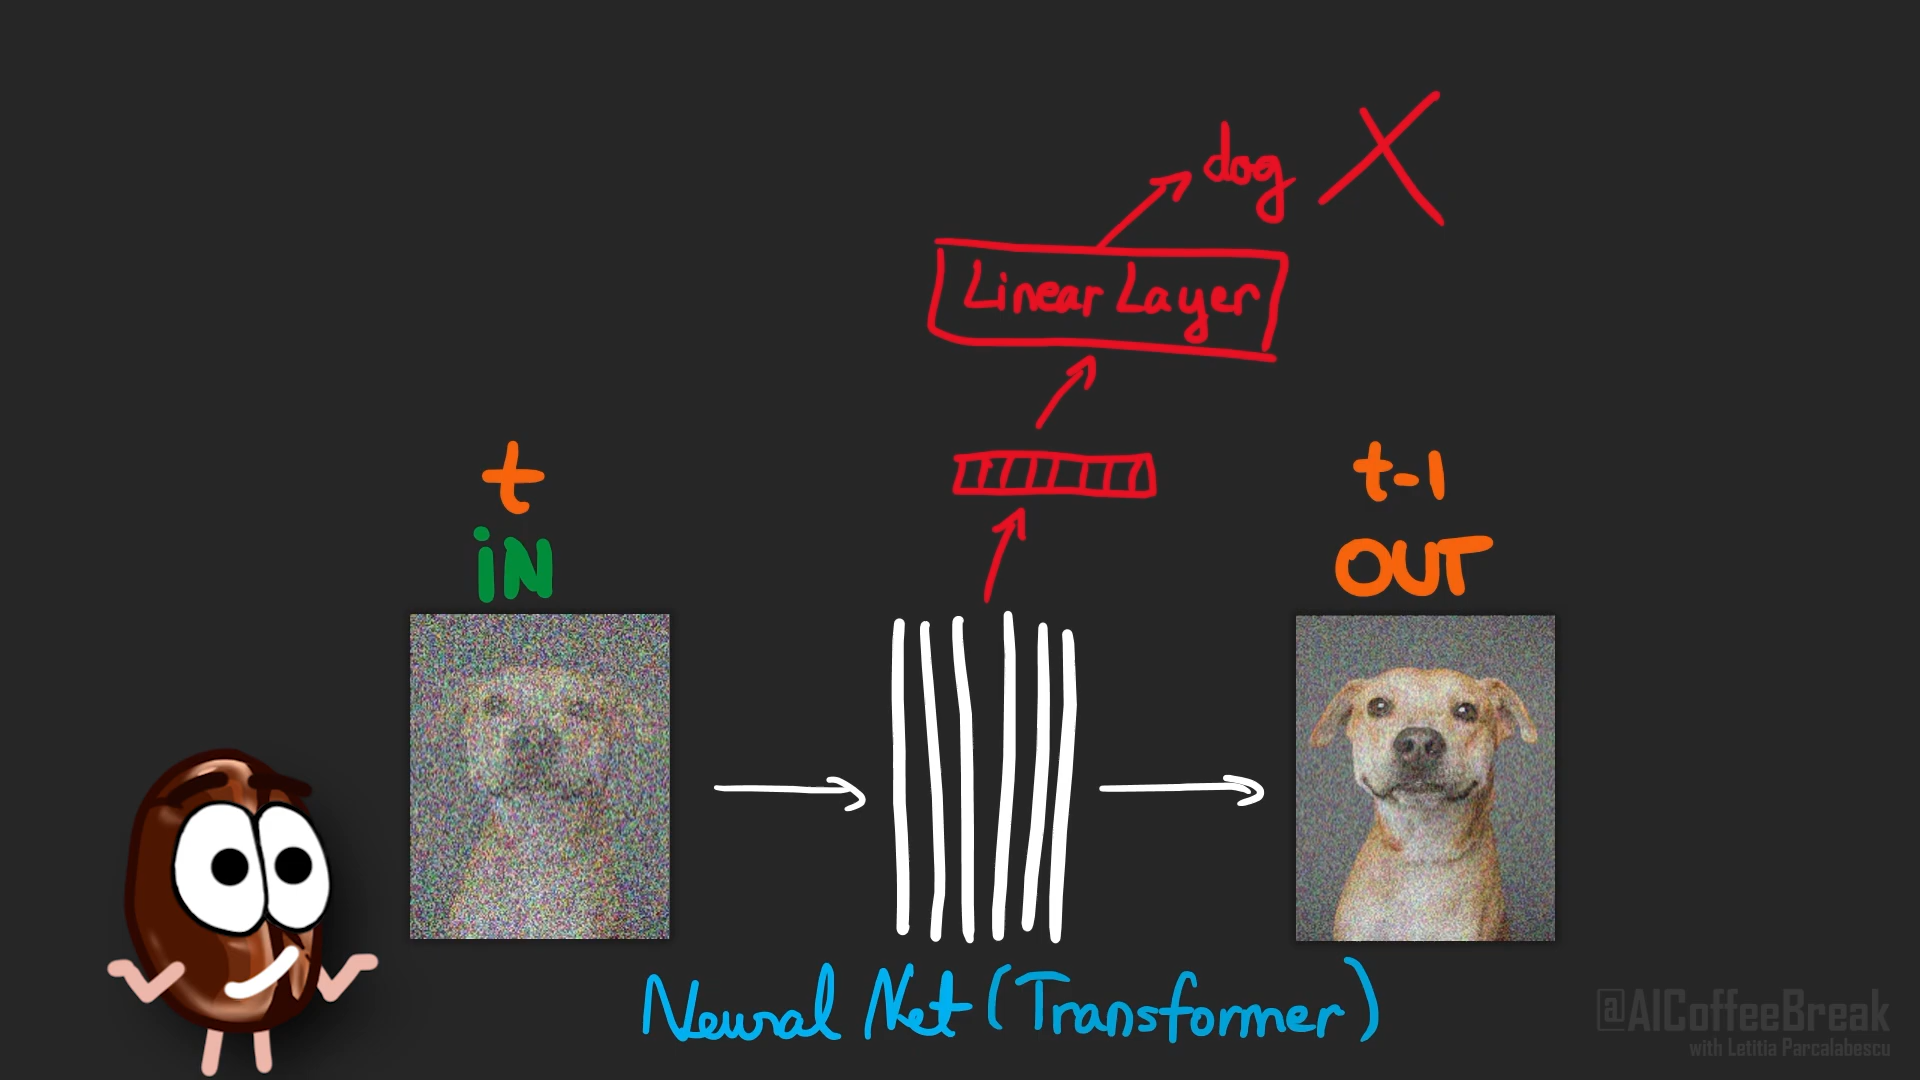 dog
Linear Layer
t
t-1
iN
OUT
Neural Net (Transformer)
@AICoffeeBreak
with Letitia Parcalabescu